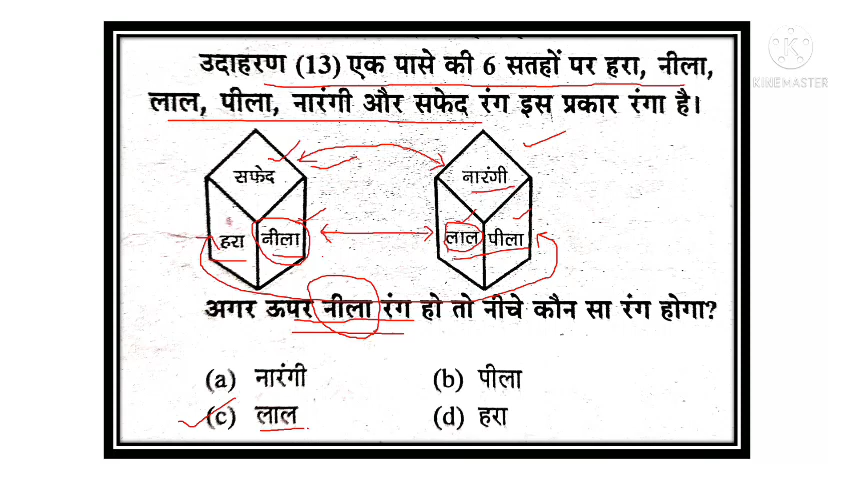 उदाहरण (13) एक पासे की 6 सतहों पर हरा, नीला,
लाल, पीला, नारंगी और सफेद रंग इस प्रकार रंगा है।
सफेद
हरा
नीला
नारंगी
लाल
पीला
अगर ऊपर नीला रंग हो तो नीचे कौन सा रंग होगा?
(a) नारंगी (b) पीला
(c) लाल (d) हरा
KINEMASTER